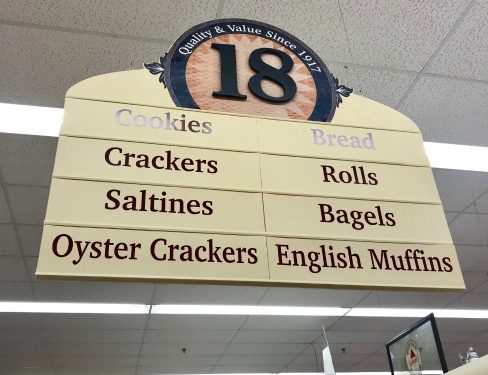 Quality & Value Since 1917
18
Cookies
Crackers
Saltines
Oyster Crackers
Bread
Rolls
Bagels
English Muffins